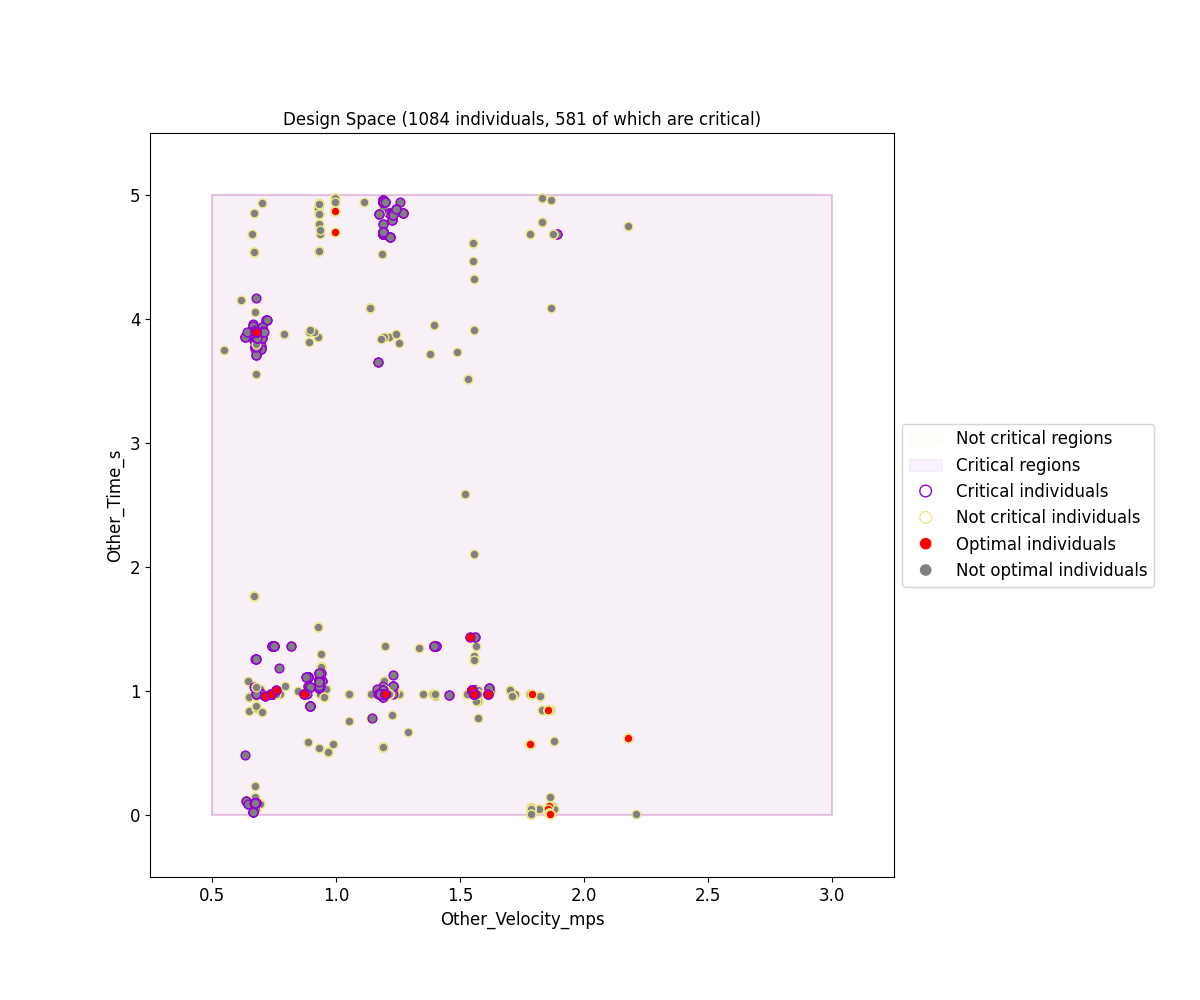 Design Space (1084 individuals, 581 of which are critical)
5
4
3
2
1
0
Other_Time_s
0.5
1.0
1.5
2.0
2.5
3.0
Other_Velocity_mps
Not critical regions
Critical regions
Critical individuals
Not critical individuals
Optimal individuals
Not optimal individuals